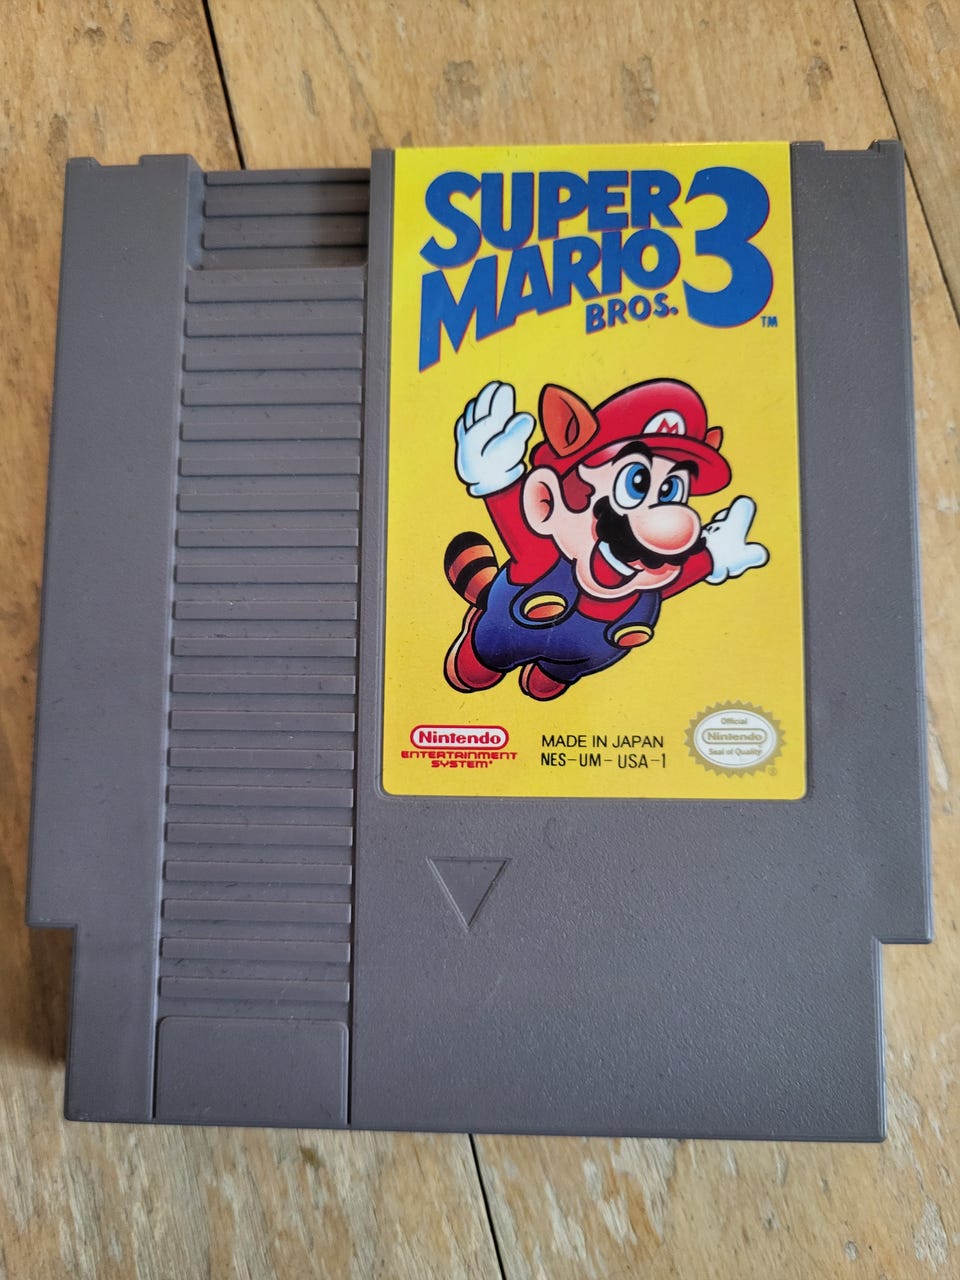 SUPER
MARIO
BROS. 3 ™
M
Nintendo
ENTERTAINMENT
SYSTEM®
MADE IN JAPAN
NES-UM-USA-1
Official
Nintendo
Seal of Quality
®